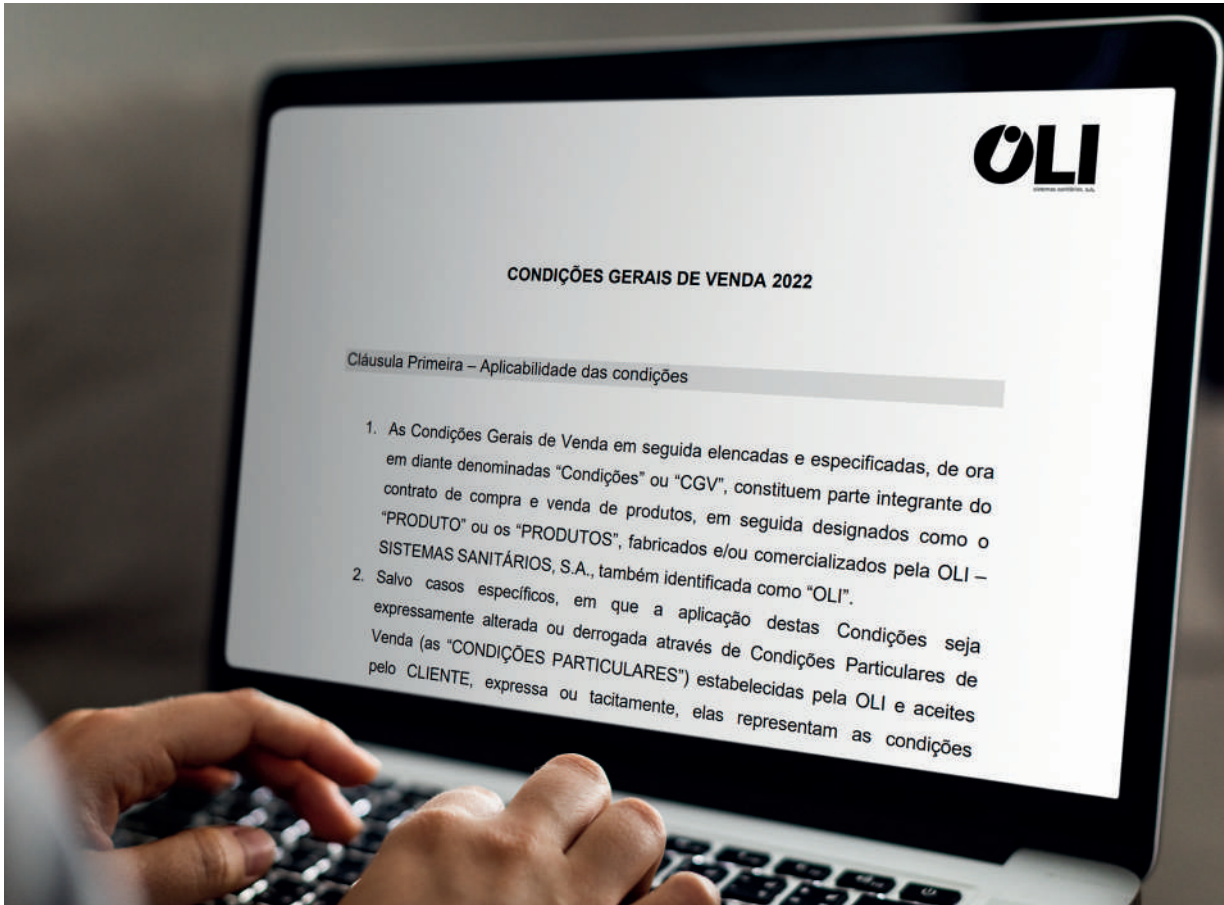 OLI
sistemas sanitários, s.a.
CONDIÇÕES GERAIS DE VENDA 2022
Cláusula Primeira – Aplicabilidade das condições
1. As Condições Gerais de Venda em seguida elencadas e especificadas, de ora
em diante denominadas “Condições” ou “CGV”, constituem parte integrante do
contrato de compra e venda de produtos, em seguida designados como o
“PRODUTO” ou os “PRODUTOS”, fabricados e/ou comercializados pela OLI –
SISTEMAS SANITÁRIOS, S.A., também identificada como “OLI”.
2. Salvo casos específicos, em que a aplicação destas Condições seja
expressamente alterada ou derrogada através de Condições Particulares de
Venda (as “CONDIÇÕES PARTICULARES”) estabelecidas pela OLI e aceites
pelo CLIENTE, expressa ou tacitamente, elas representam as condições